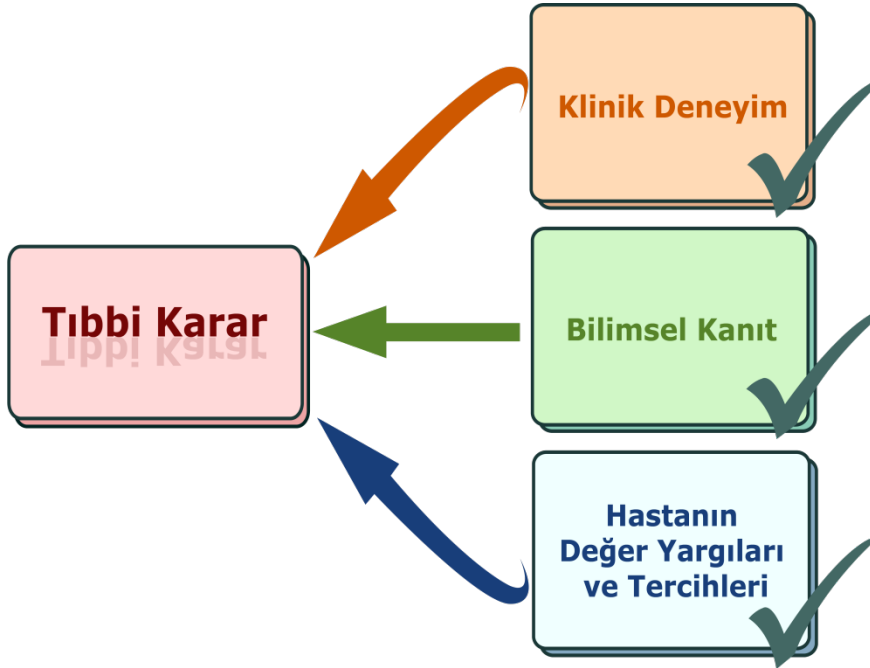 Klinik Deneyim
Tıbbi Karar
Bilimsel Kanıt
Hastanın
Değer Yargıları
ve Tercihleri